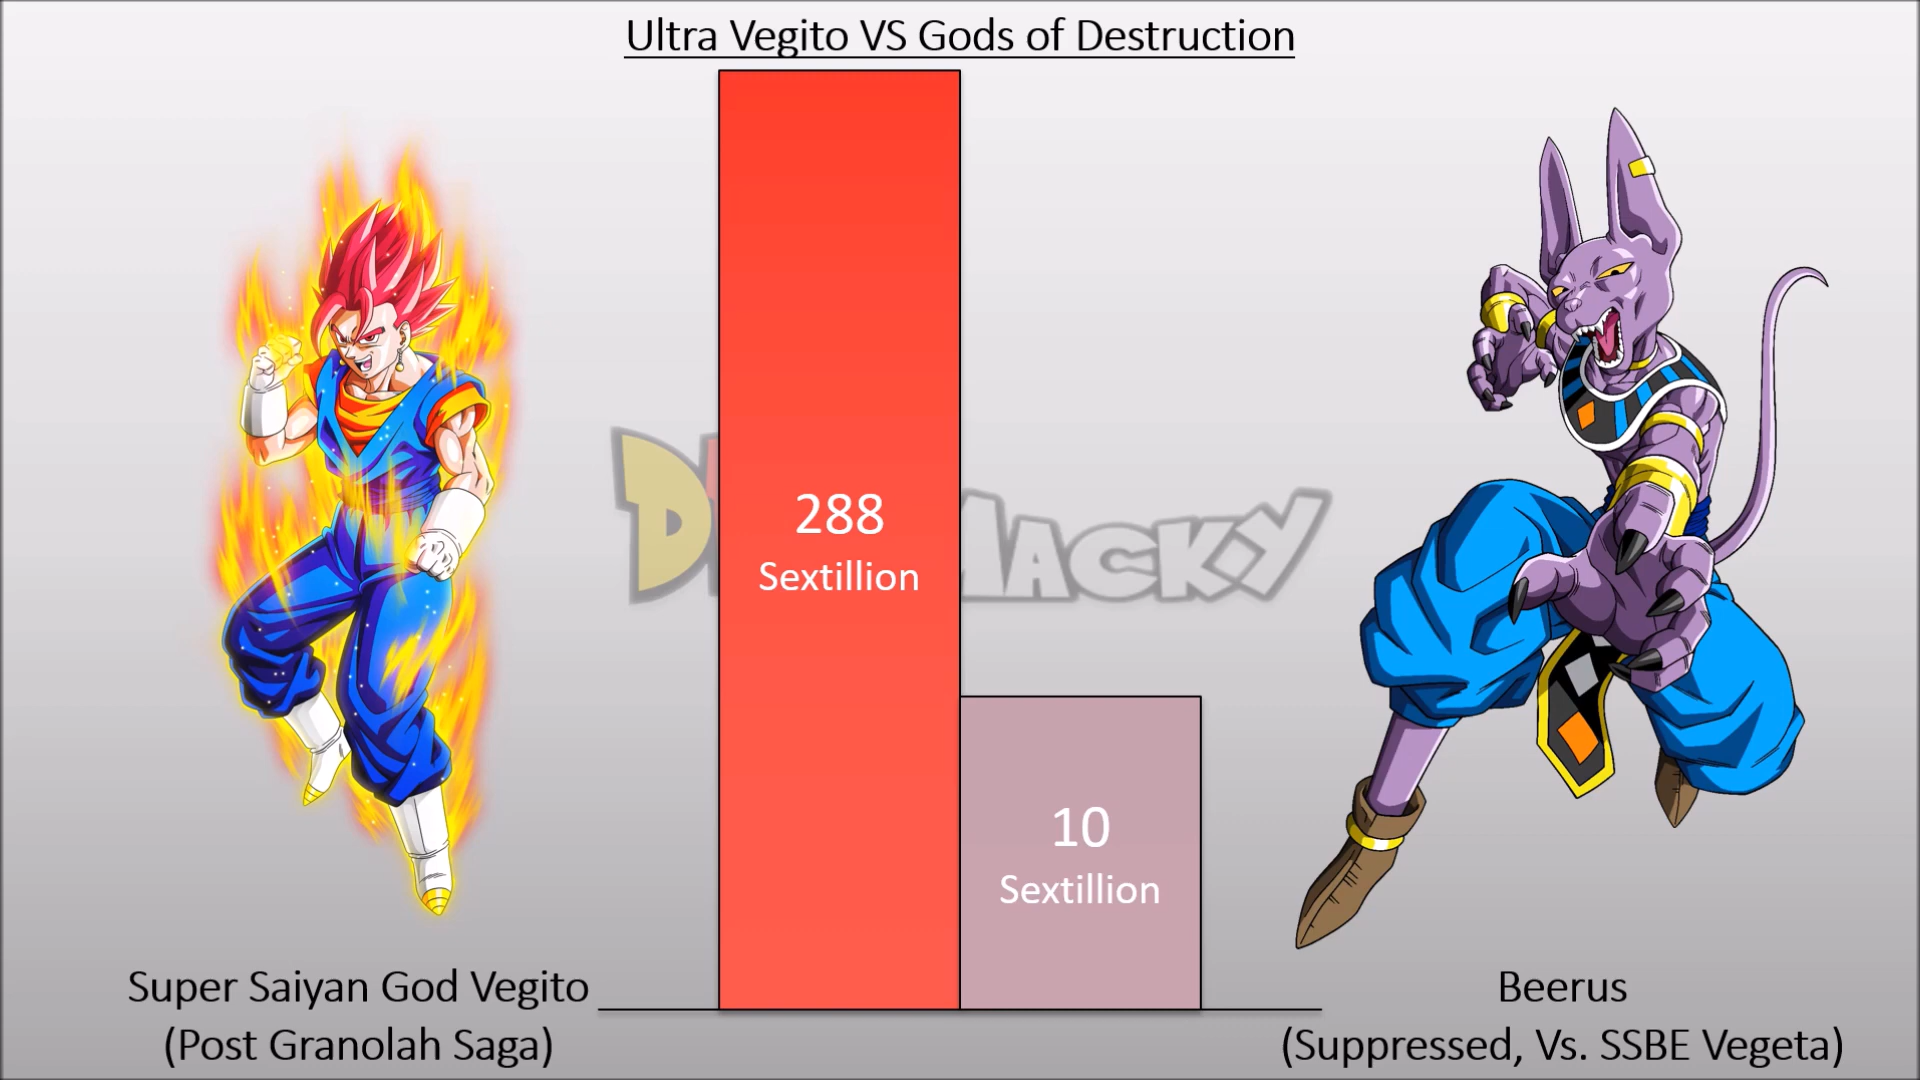 Ultra Vegito VS Gods of Destruction
288
Sextillion
10
Sextillion
Super Saiyan God Vegito
(Post Granolah Saga)
Beerus
(Suppressed, Vs. SSBE Vegeta)